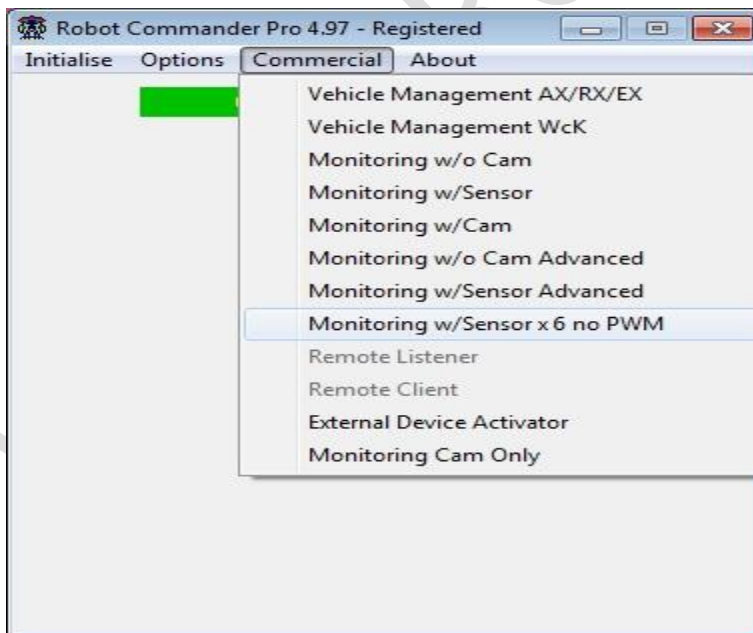 Robot Commander Pro 4.97 - Registered
Initialise Options Commercial About
Vehicle Management AX/RX/EX
Vehicle Management WcK
Monitoring w/o Cam
Monitoring w/Sensor
Monitoring w/Cam
Monitoring w/o Cam Advanced
Monitoring w/Sensor Advanced
Monitoring w/Sensor x 6 no PWM
Remote Listener
Remote Client
External Device Activator
Monitoring Cam Only